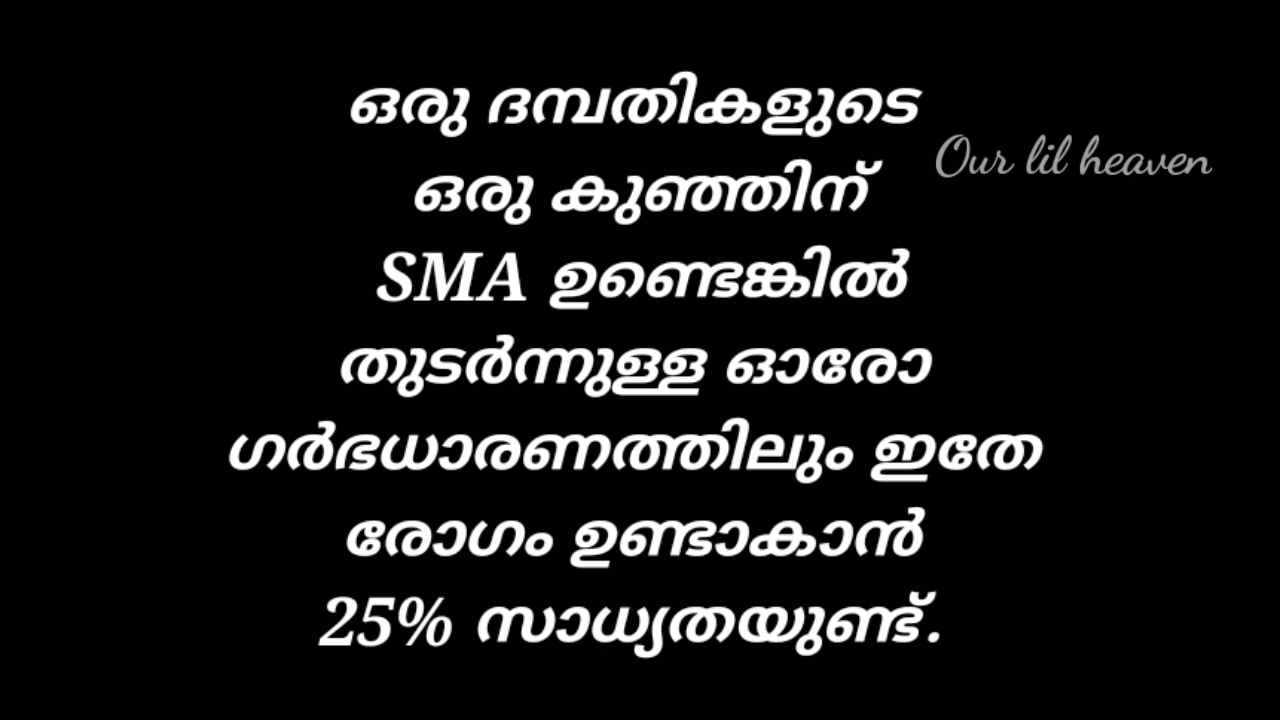 ഒരു ദമ്പതികളുടെ
Our lil heaven
ഒരു കുഞ്ഞിന്
SMA ഉണ്ടെങ്കിൽ
തുടർന്നുള്ള ഓരോ
ഗർഭധാരണത്തിലും ഇതേ
രോഗം ഉണ്ടാകാൻ
25% സാധ്യതയുണ്ട്.